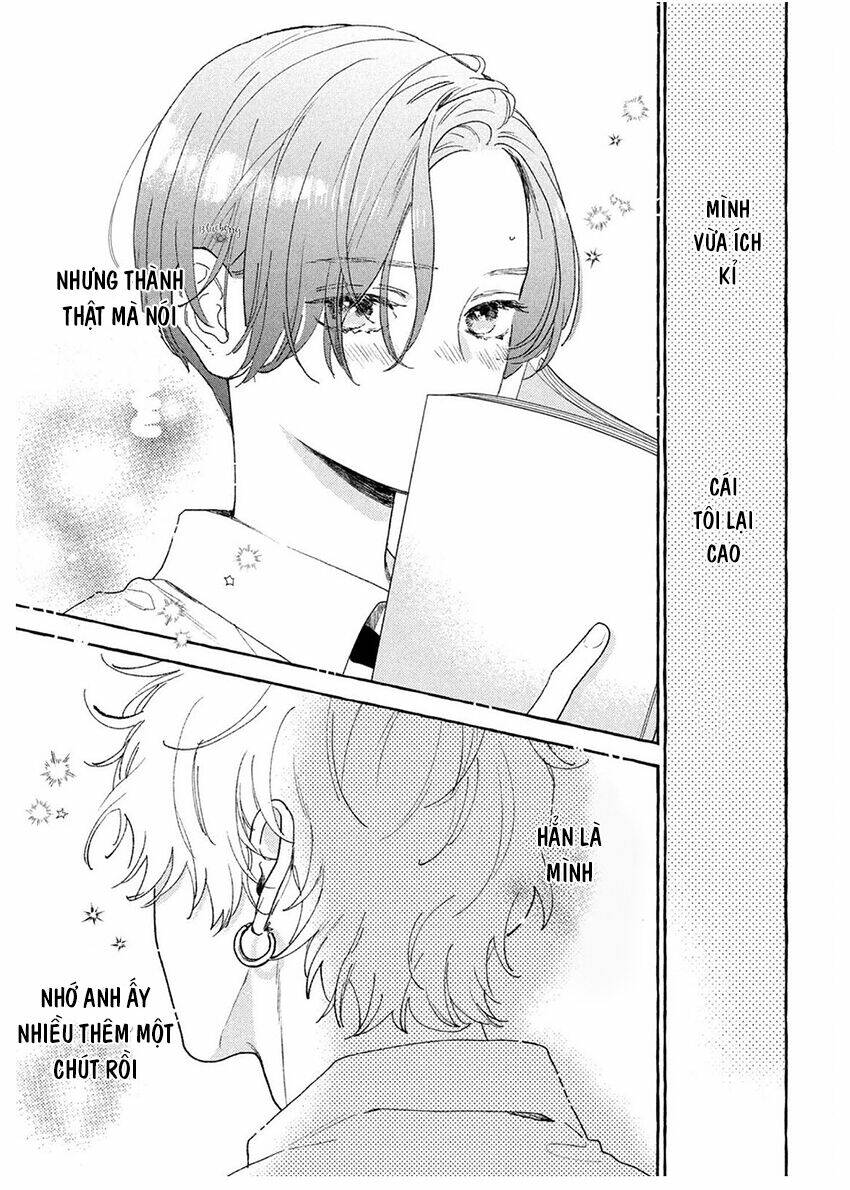 MÌNH
VỪA ÍCH
KỈ
CÁI
TÔI LẠI
CAO
NHƯNG THÀNH
THẬT MÀ NÓI
HẲN LÀ
MÌNH
NHỚ ANH ẤY
NHIỀU THÊM MỘT
CHÚT RỒI